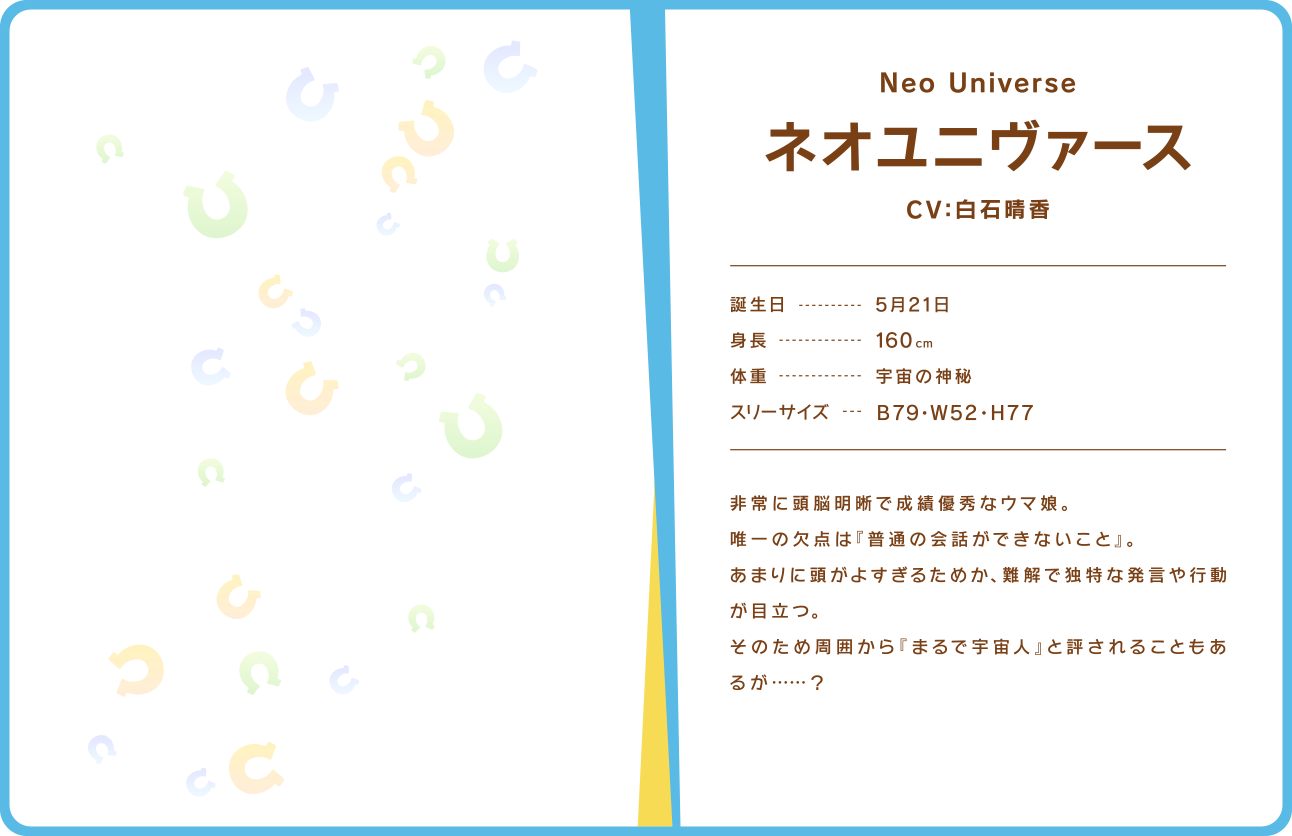 Neo Universe
ネオユニヴァース
CV:白石晴香
誕生日 ---------- 5月21日
身長 ------------- 160cm
体重 ------------- 宇宙の神秘
スリーサイズ --- B79・W52・H77
非常に頭脳明晰で成績優秀なウマ娘。
唯一の欠点は『普通の会話ができないこと』。
あまりに頭がよすぎるためか、難解で独特な発言や行動
が目立つ。
そのため周囲から『まるで宇宙人』と評されることもあ
るが……？